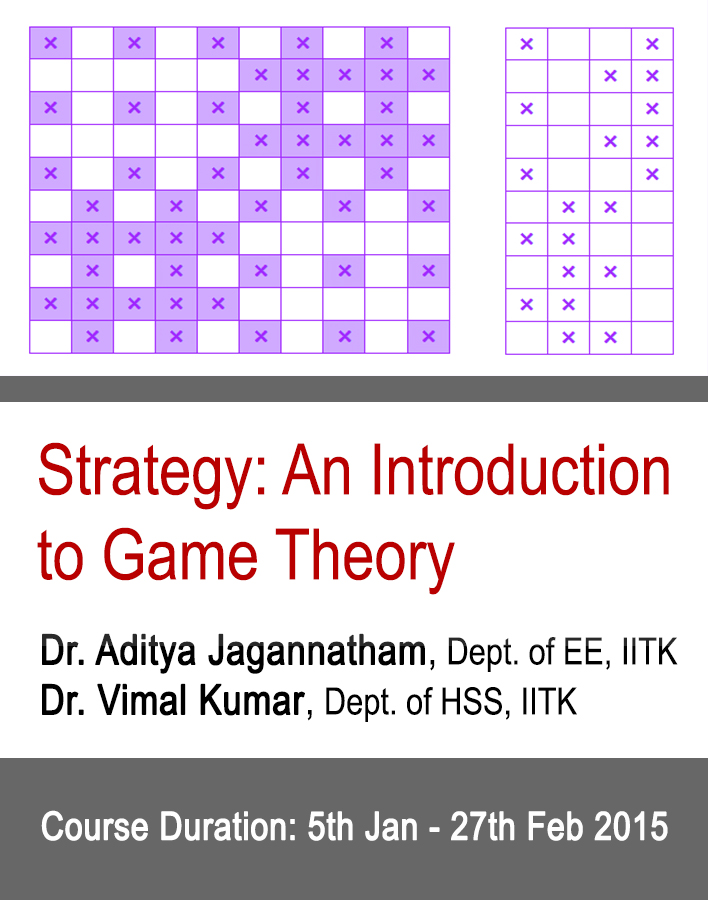 × × × × ×
× × × × ×
× × × × ×
× × × × ×
× × × × ×
× × × × ×
× × × × ×
× × × × ×
× × × × ×
× × × × ×
× ×
× ×
× ×
× ×
× ×
× ×
× ×
× ×
× ×
× ×
Strategy: An Introduction
to Game Theory
Dr. Aditya Jagannatham, Dept. of EE, IITK
Dr. Vimal Kumar, Dept. of HSS, IITK
Course Duration: 5th Jan - 27th Feb 2015